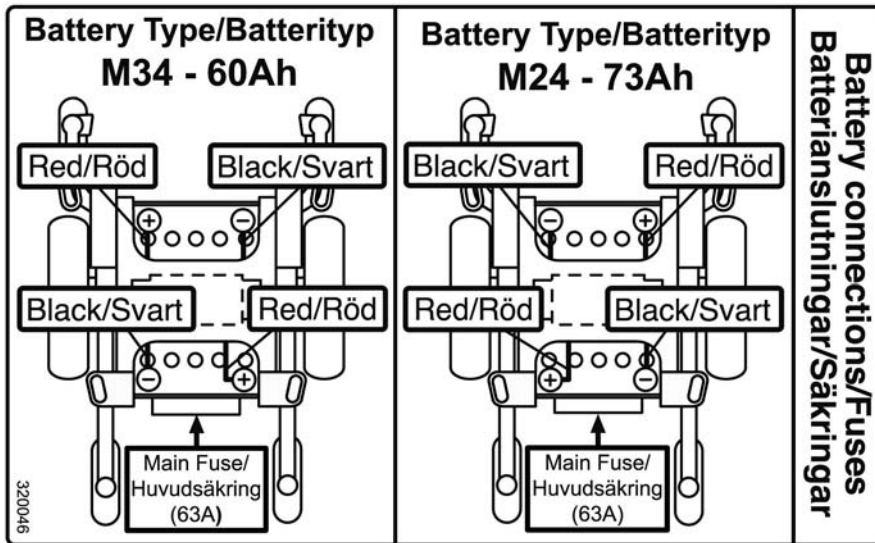 Battery Type/Batterityp
M34 - 60Ah
Red/Röd
Black/Svart
+
−
Black/Svart
Red/Röd
−
+
Main Fuse/
Huvudsäkring
(63A)
320046
Battery Type/Batterityp
M24 - 73Ah
Black/Svart
Red/Röd
−
+
Red/Röd
Black/Svart
+
−
Main Fuse/
Huvudsäkring
(63A)
Battery connections/Fuses
Batterianslutningar/Säkringar